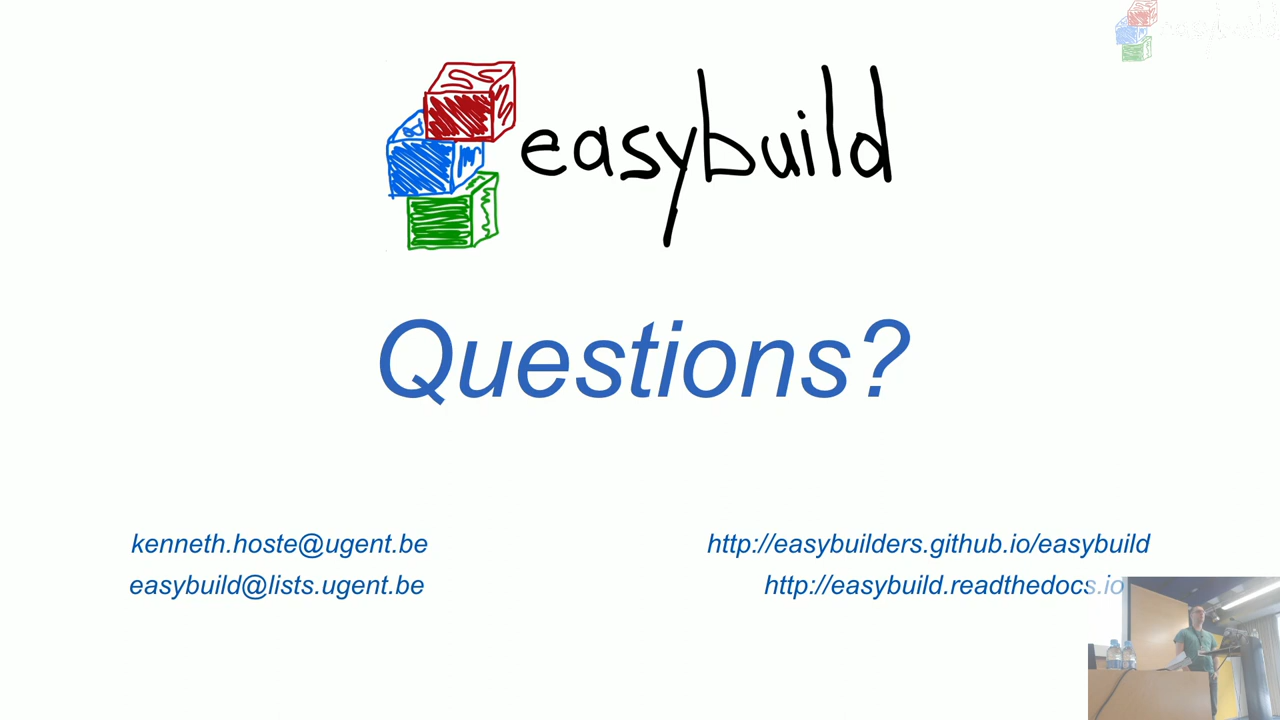 easybuild
easybuild
Questions?
kenneth.hoste@ugent.be
http://easybuilders.github.io/easybuild
easybuild@lists.ugent.be
http://easybuild.readthedocs.io